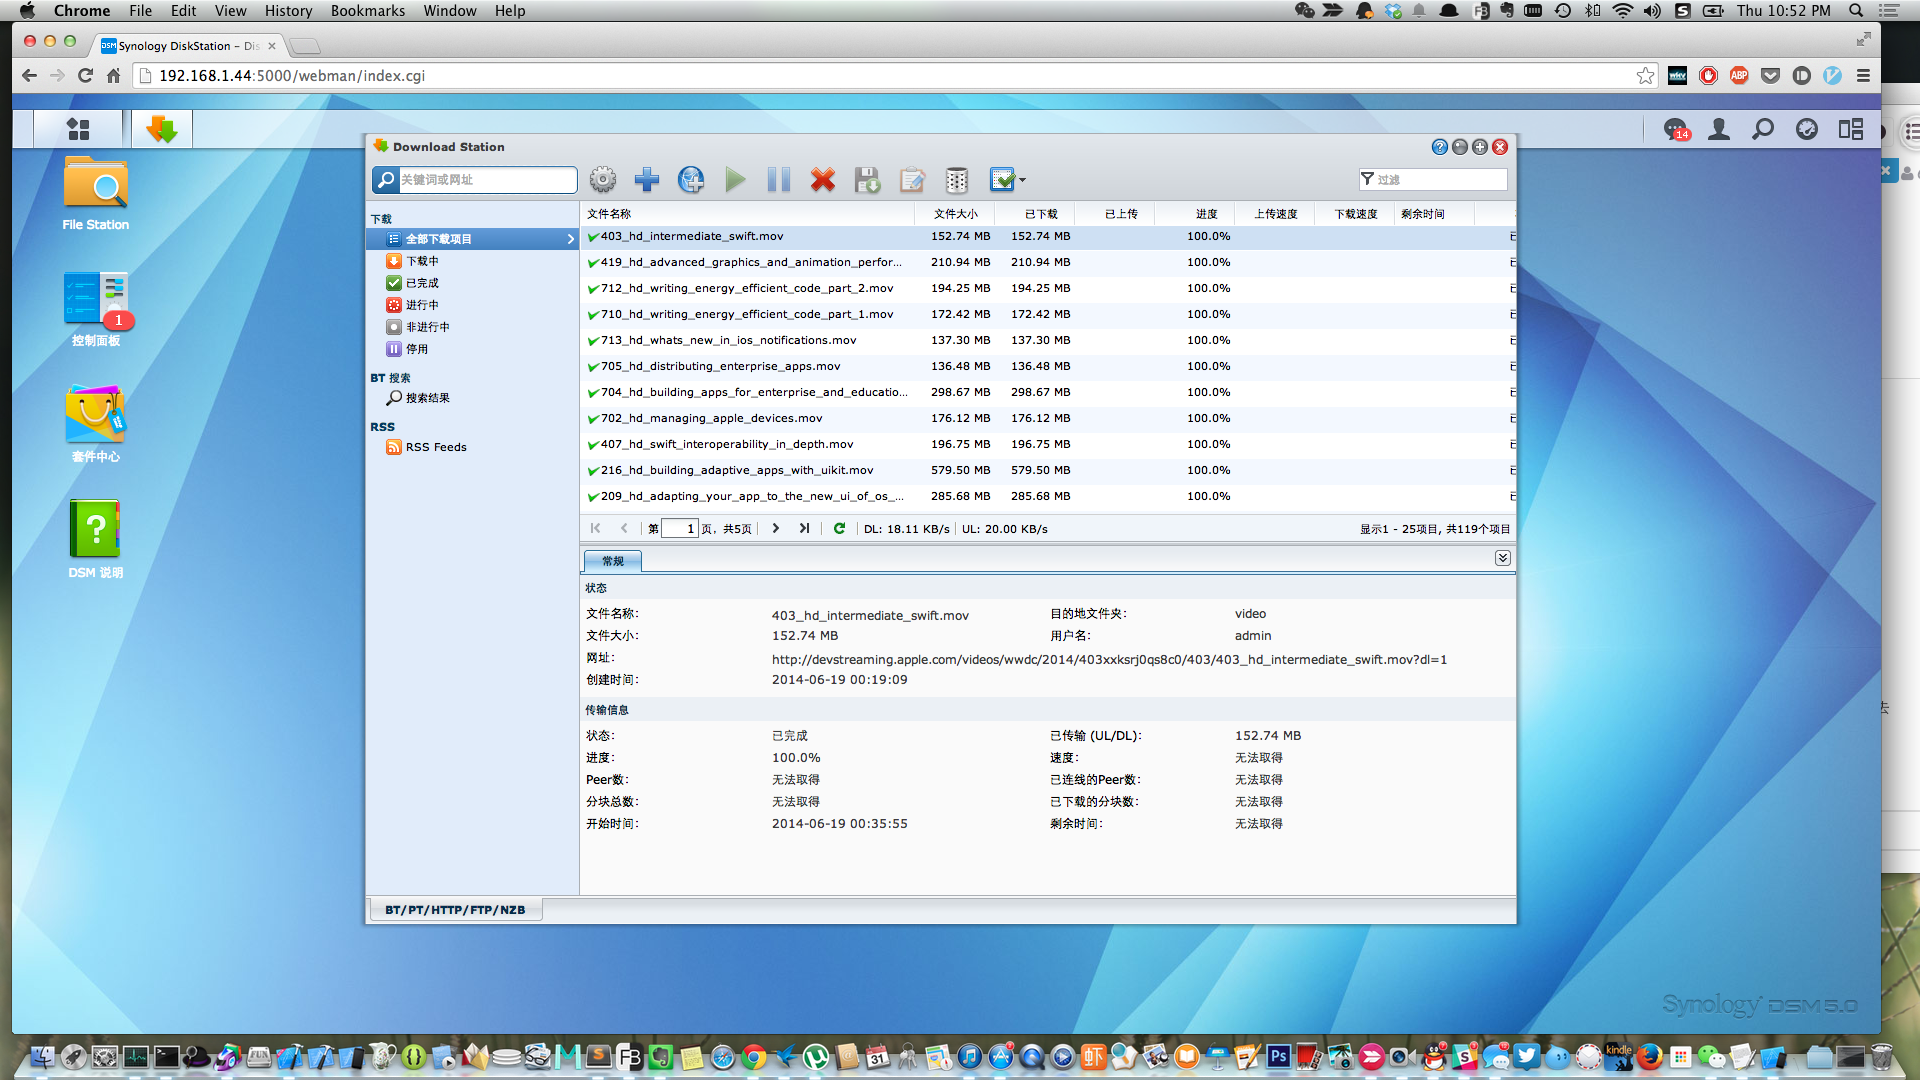 Chrome File Edit View History Bookmarks Window Help Thu 10:52 PM
Synology DiskStation – Dis
192.168.1.44:5000/webman/index.cgi
ABP
14
File Station
1
控制面板
套件中心
DSM 说明
Download Station
关键词或网址
过滤
下载
全部下载项目
下载中
已完成
进行中
非进行中
停用
BT 搜索
搜索结果
RSS
RSS Feeds
文件名称 文件大小 已下载 已上传 进度 上传速度 下载速度 剩余时间
403_hd_intermediate_swift.mov 152.74 MB 152.74 MB 100.0%
419_hd_advanced_graphics_and_animation_perfor... 210.94 MB 210.94 MB 100.0%
712_hd_writing_energy_efficient_code_part_2.mov 194.25 MB 194.25 MB 100.0%
710_hd_writing_energy_efficient_code_part_1.mov 172.42 MB 172.42 MB 100.0%
713_hd_whats_new_in_ios_notifications.mov 137.30 MB 137.30 MB 100.0%
705_hd_distributing_enterprise_apps.mov 136.48 MB 136.48 MB 100.0%
704_hd_building_apps_for_enterprise_and_educatio... 298.67 MB 298.67 MB 100.0%
702_hd_managing_apple_devices.mov 176.12 MB 176.12 MB 100.0%
407_hd_swift_interoperability_in_depth.mov 196.75 MB 196.75 MB 100.0%
216_hd_building_adaptive_apps_with_uikit.mov 579.50 MB 579.50 MB 100.0%
209_hd_adapting_your_app_to_the_new_ui_of_os_... 285.68 MB 285.68 MB 100.0%
第 1 页，共5页 DL: 18.11 KB/s UL: 20.00 KB/s 显示1 - 25项目, 共119个项目
常规
状态
文件名称: 403_hd_intermediate_swift.mov 目的地文件夹: video
文件大小: 152.74 MB 用户名: admin
网址: http://devstreaming.apple.com/videos/wwdc/2014/403xxksrj0qs8c0/403/403_hd_intermediate_swift.mov?dl=1
创建时间: 2014-06-19 00:19:09
传输信息
状态: 已完成 已传输 (UL/DL): 152.74 MB
进度: 100.0% 速度: 无法取得
Peer数: 无法取得 已连线的Peer数: 无法取得
分块总数: 无法取得 已下载的分块数: 无法取得
开始时间: 2014-06-19 00:35:55 剩余时间: 无法取得
BT/PT/HTTP/FTP/NZB
去
Synology DSM 5.0
FUN FB 31 虾 Ps kindle